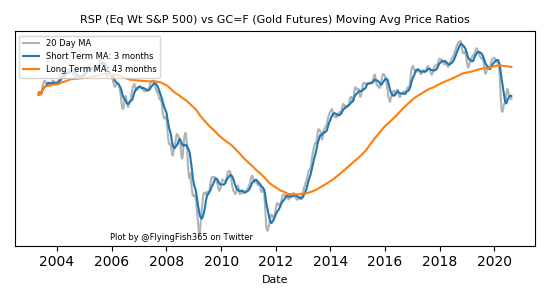 RSP (Eq Wt S&P 500) vs GC=F (Gold Futures) Moving Avg Price Ratios
20 Day MA
Short Term MA: 3 months
Long Term MA: 43 months
Plot by @FlyingFish365 on Twitter
2004 2006 2008 2010 2012 2014 2016 2018 2020
Date